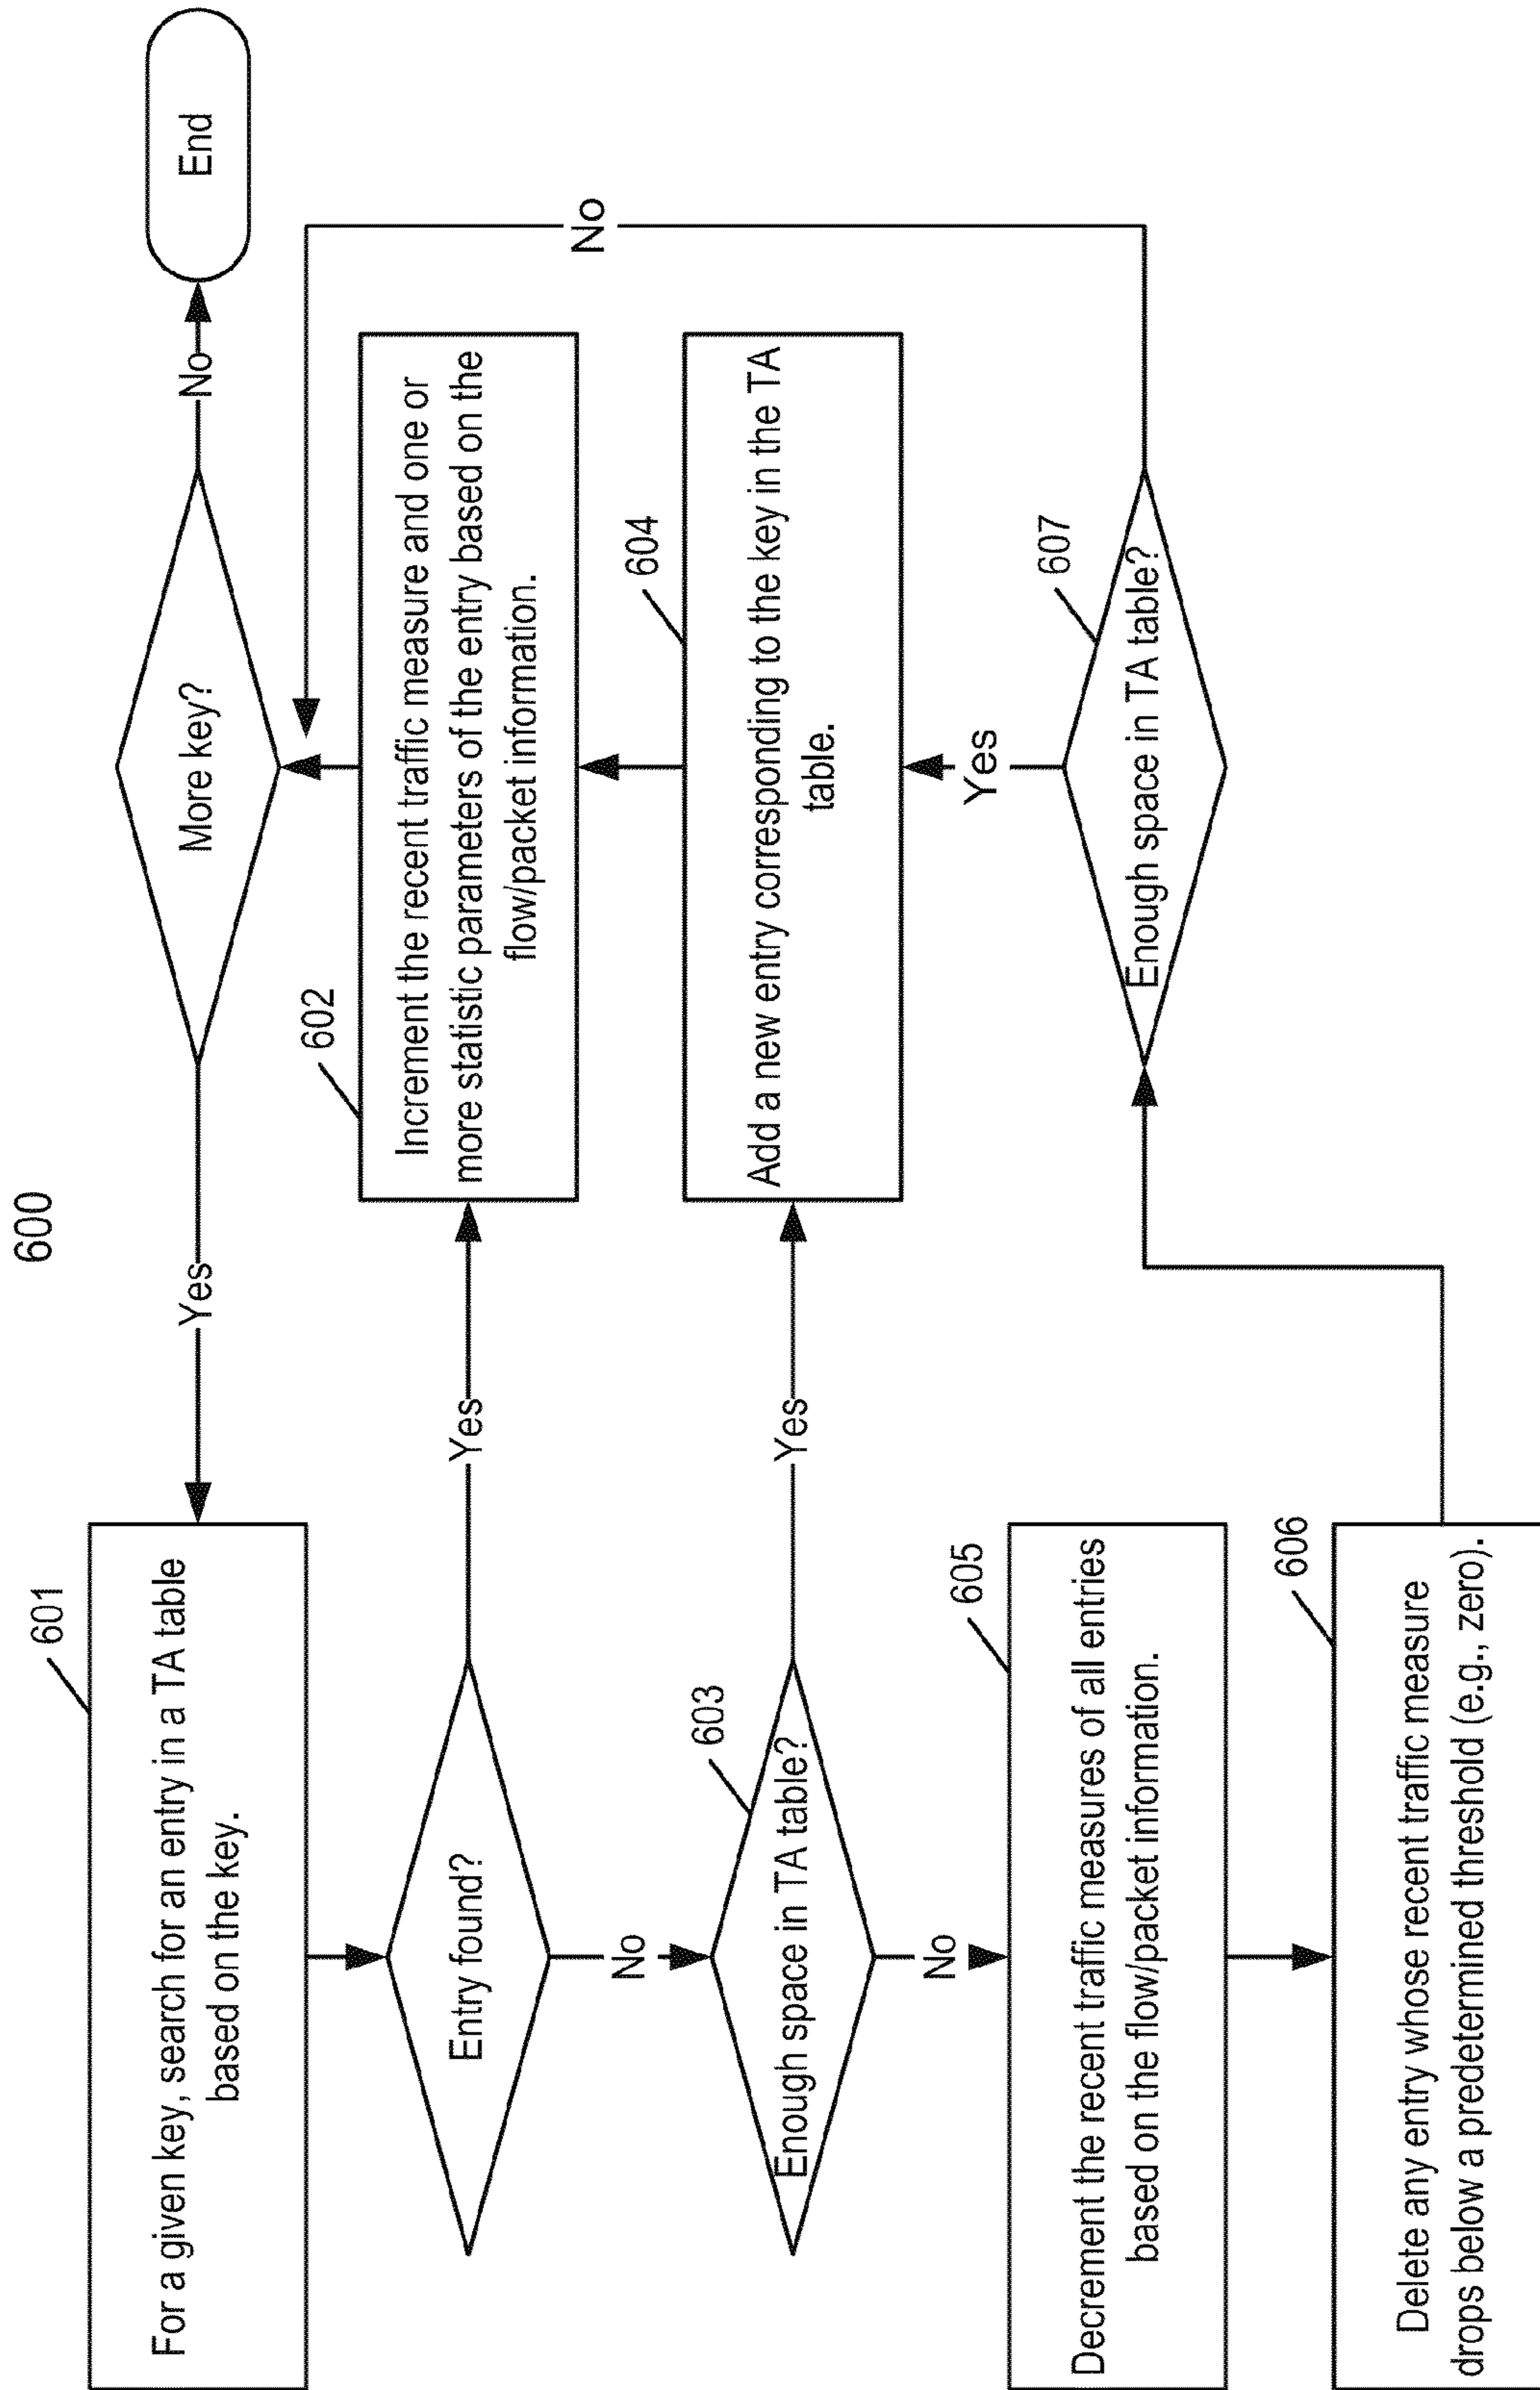 600
601
For a given key, search for an entry in a TA table
based on the key.
Entry found?
Yes
No
603
Enough space in TA table?
Yes
No
605
Decrement the recent traffic measures of all entries
based on the flow/packet information.
606
Delete any entry whose recent traffic measure
drops below a predetermined threshold (e.g., zero).
Yes
More key?
No
End
602
Increment the recent traffic measure and one or
more statistic parameters of the entry based on the
flow/packet information.
604
Add a new entry corresponding to the key in the TA
table.
Yes
No
607
Enough space in TA table?